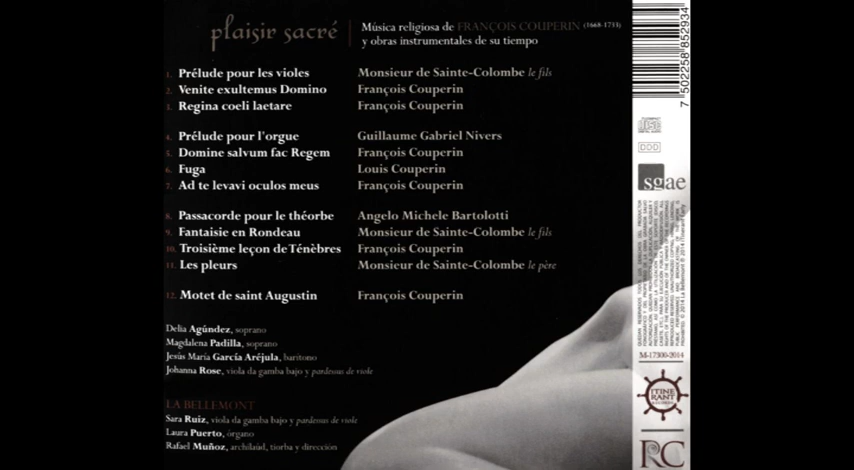 plaisir sacré
Música religiosa de FRANÇOIS COUPERIN (1668-1733)
y obras instrumentales de su tiempo
1. Prélude pour les violes Monsieur de Sainte-Colombe le fils
2. Venite exultemus Domino François Couperin
3. Regina coeli laetare François Couperin
4. Prélude pour l'orgue Guillaume Gabriel Nivers
5. Domine salvum fac Regem François Couperin
6. Fuga Louis Couperin
7. Ad te levavi oculos meus François Couperin
8. Passacorde pour le théorbe Angelo Michele Bartolotti
9. Fantaisie en Rondeau Monsieur de Sainte-Colombe le fils
10. Troisième leçon de Ténèbres François Couperin
11. Les pleurs Monsieur de Sainte-Colombe le père
12. Motet de saint Augustin François Couperin
Delia Agúndez, soprano
Magdalena Padilla, soprano
Jesús María García Aréjula, barítono
Johanna Rose, viola da gamba bajo y pardessus de viole
LA BELLEMONT
Sara Ruiz, viola da gamba bajo y pardessus de viole
Laura Puerto, órgano
Rafael Muñoz, archilaúd, tiorba y dirección
7 502258 852934
COMPACT
disc
DIGITAL AUDIO
DDD
sgae
M-17300-2014
ITINE
RANT
RC